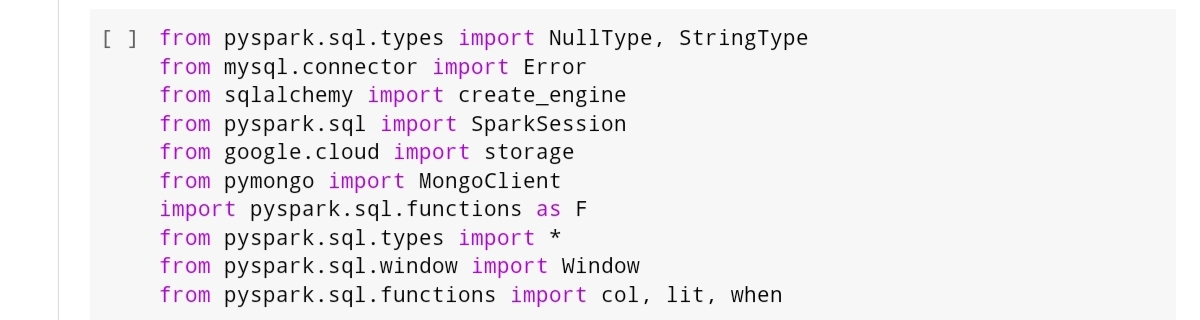 [ ] from pyspark.sql.types import NullType, StringType
from mysql.connector import Error
from sqlalchemy import create_engine
from pyspark.sql import SparkSession
from google.cloud import storage
from pymongo import MongoClient
import pyspark.sql.functions as F
from pyspark.sql.types import *
from pyspark.sql.window import Window
from pyspark.sql.functions import col, lit, when